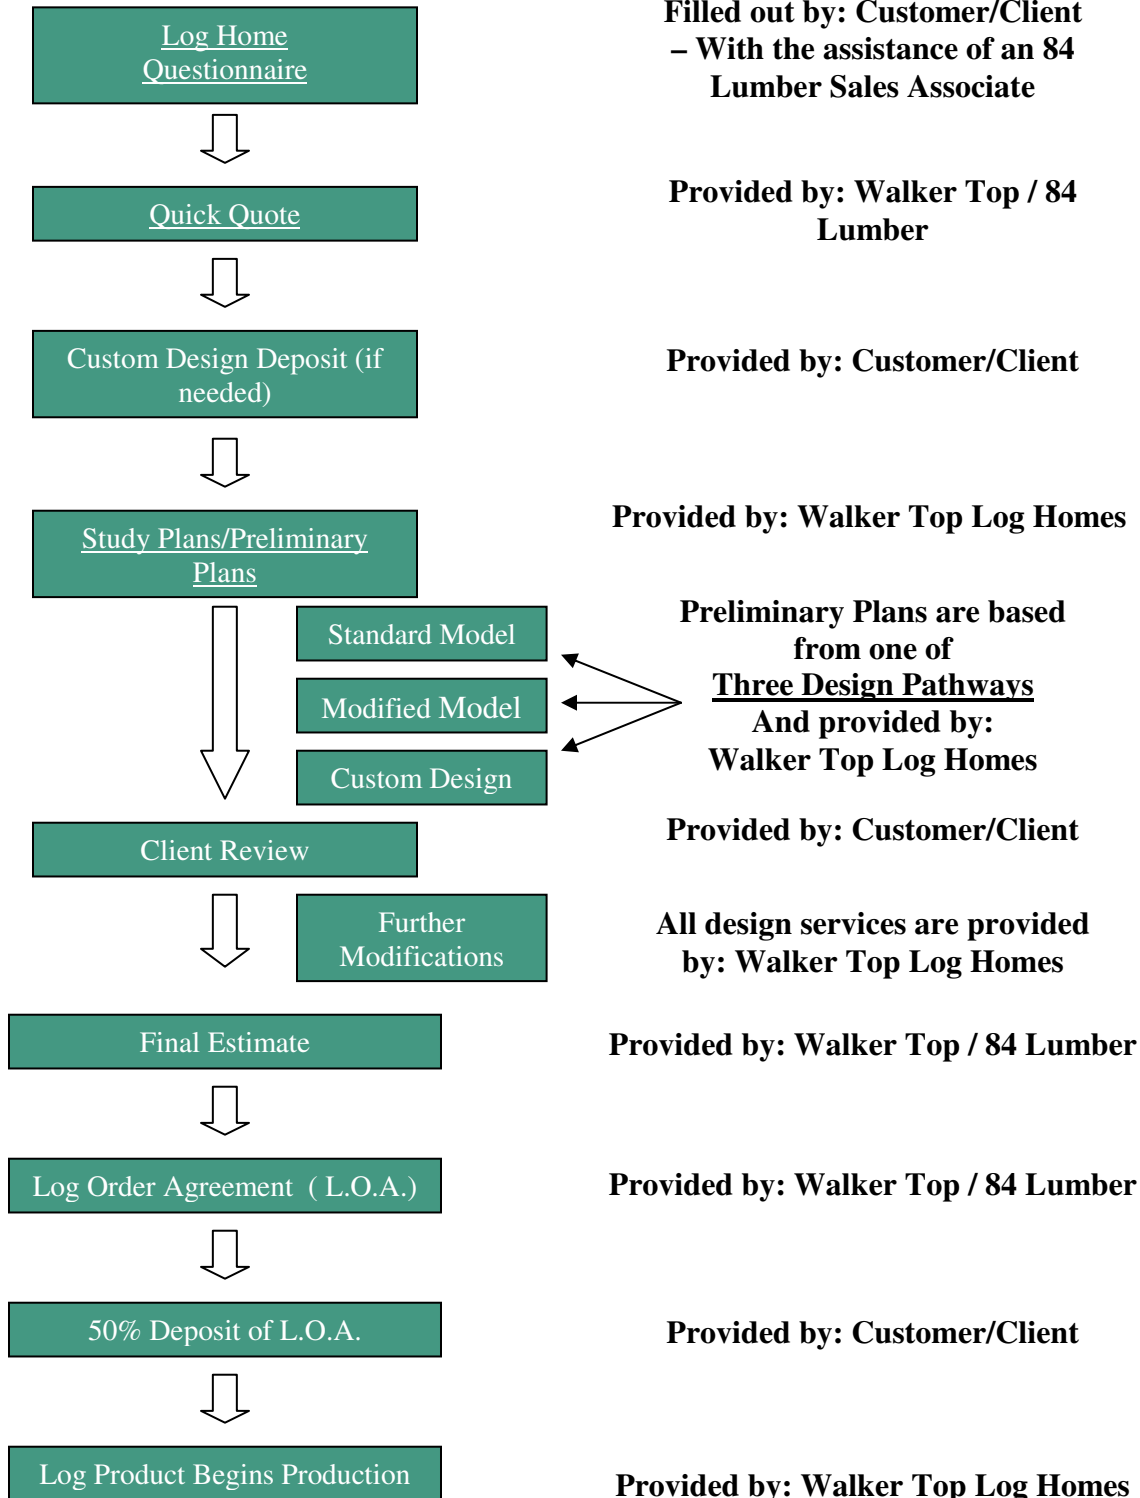 Log Home
Questionnaire
Filled out by: Customer/Client
– With the assistance of an 84
Lumber Sales Associate
Quick Quote
Provided by: Walker Top / 84
Lumber
Custom Design Deposit (if
needed)
Provided by: Customer/Client
Study Plans/Preliminary
Plans
Provided by: Walker Top Log Homes
Standard Model
Modified Model
Custom Design
Preliminary Plans are based
from one of
Three Design Pathways
And provided by:
Walker Top Log Homes
Client Review
Provided by: Customer/Client
Further
Modifications
All design services are provided
by: Walker Top Log Homes
Final Estimate
Provided by: Walker Top / 84 Lumber
Log Order Agreement ( L.O.A.)
Provided by: Walker Top / 84 Lumber
50% Deposit of L.O.A.
Provided by: Customer/Client
Log Product Begins Production
Provided by: Walker Top Log Homes